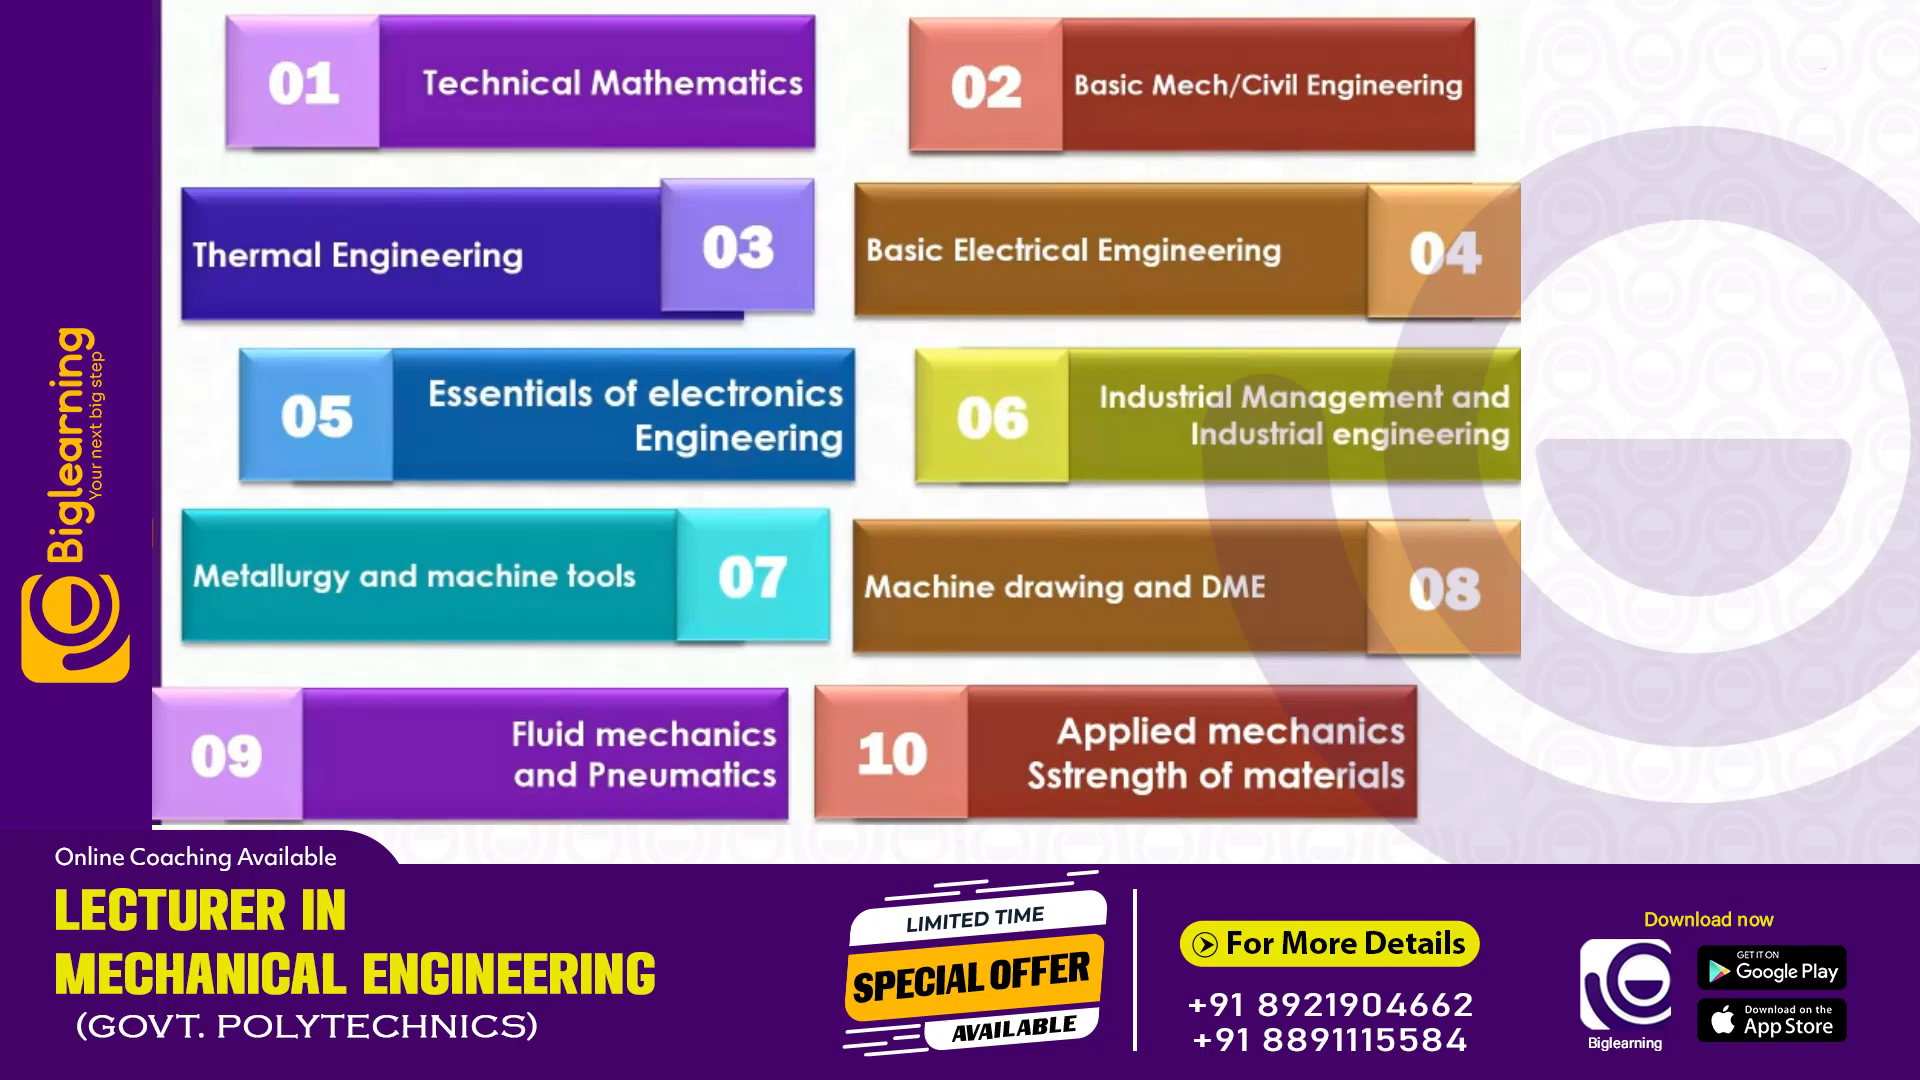 01
Technical Mathematics
02
Basic Mech/Civil Engineering
Thermal Engineering
03
Basic Electrical Emgineering
04
05
Essentials of electronics
Engineering
06
Industrial Management and
Industrial engineering
Metallurgy and machine tools
07
Machine drawing and DME
08
09
Fluid mechanics
and Pneumatics
10
Applied mechanics
Sstrength of materials
Biglearning
Your next big step
Online Coaching Available
LECTURER IN
MECHANICAL ENGINEERING
(GOVT. POLYTECHNICS)
LIMITED TIME
SPECIAL OFFER
AVAILABLE
For More Details
+91 8921904662
+91 8891115584
Download now
Biglearning
GET IT ON
Google Play
Download on the
App Store